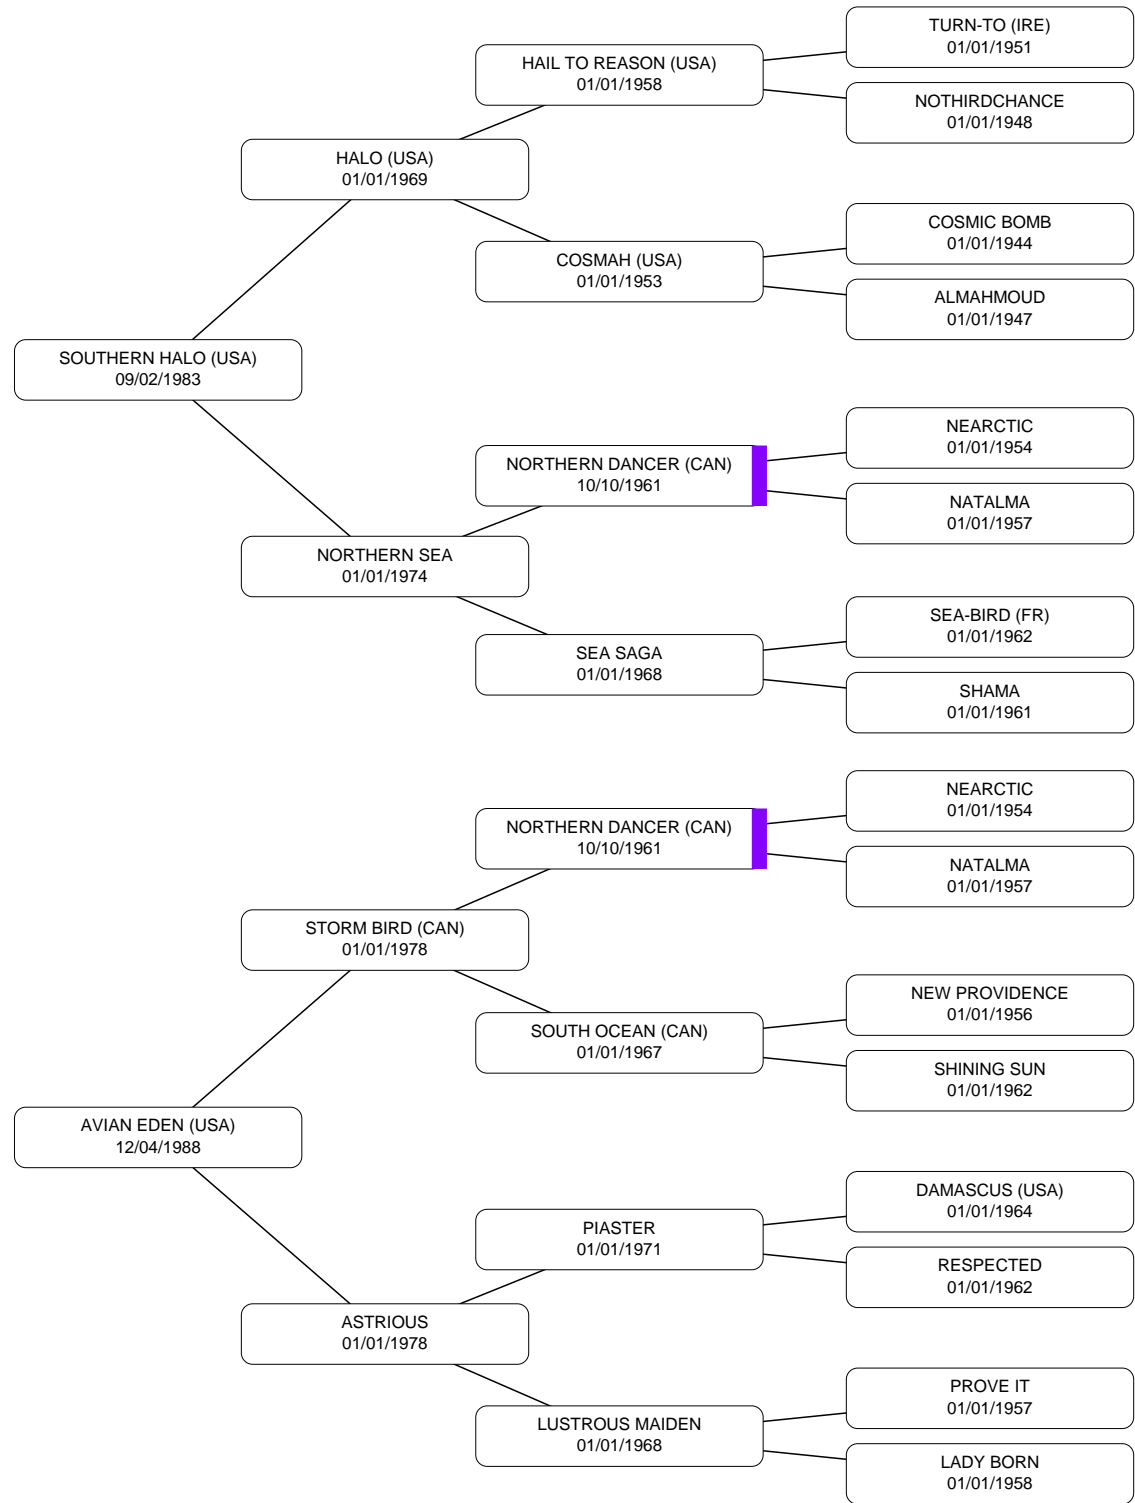 TURN-TO (IRE)
01/01/1951
HAIL TO REASON (USA)
01/01/1958
NOTHIRDCHANCE
01/01/1948
HALO (USA)
01/01/1969
COSMIC BOMB
01/01/1944
COSMAH (USA)
01/01/1953
ALMAHMOUD
01/01/1947
SOUTHERN HALO (USA)
09/02/1983
NEARCTIC
01/01/1954
NORTHERN DANCER (CAN)
10/10/1961
NATALMA
01/01/1957
NORTHERN SEA
01/01/1974
SEA-BIRD (FR)
01/01/1962
SEA SAGA
01/01/1968
SHAMA
01/01/1961
NEARCTIC
01/01/1954
NORTHERN DANCER (CAN)
10/10/1961
NATALMA
01/01/1957
STORM BIRD (CAN)
01/01/1978
NEW PROVIDENCE
01/01/1956
SOUTH OCEAN (CAN)
01/01/1967
SHINING SUN
01/01/1962
AVIAN EDEN (USA)
12/04/1988
DAMASCUS (USA)
01/01/1964
PIASTER
01/01/1971
RESPECTED
01/01/1962
ASTRIOUS
01/01/1978
PROVE IT
01/01/1957
LUSTROUS MAIDEN
01/01/1968
LADY BORN
01/01/1958